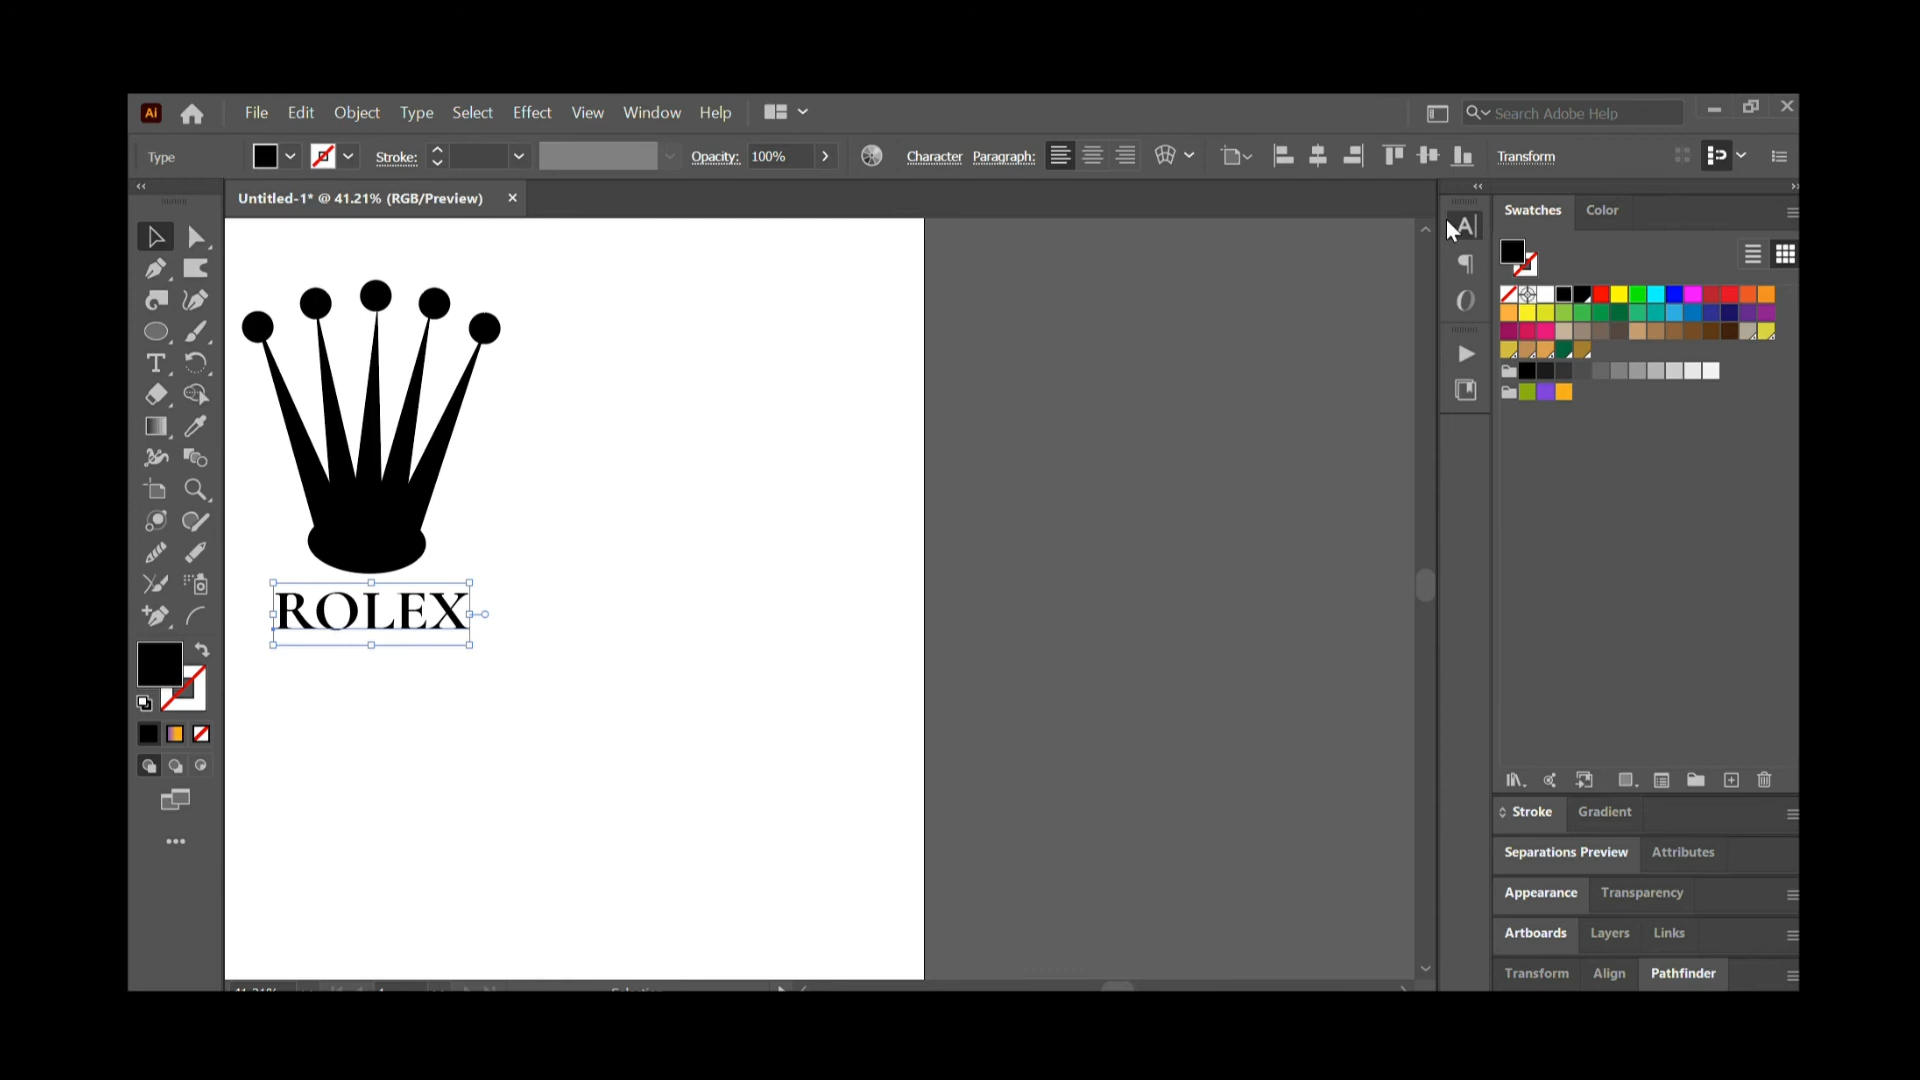 Ai File Edit Object Type Select Effect View Window Help Search Adobe Help
Type Stroke: Opacity: 100% Character Paragraph: Transform
Untitled-1* @ 41.21% (RGB/Preview)
Swatches Color
ROLEX
Stroke Gradient
Separations Preview Attributes
Appearance Transparency
Artboards Layers Links
Transform Align Pathfinder